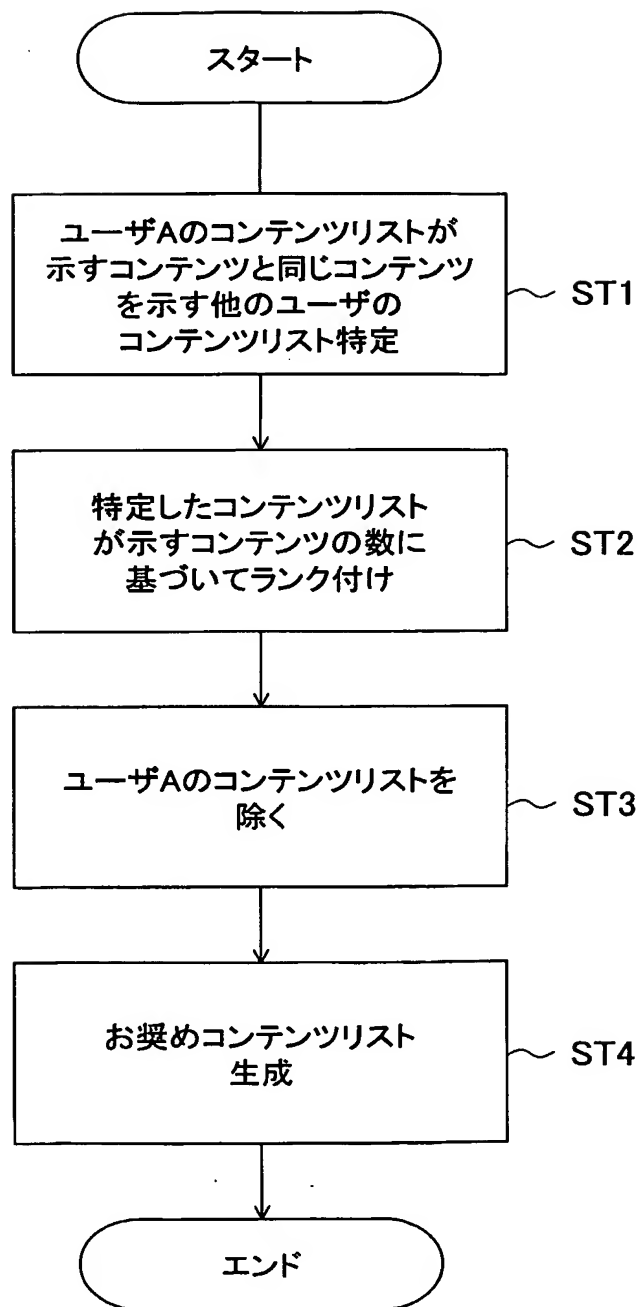 スタート
ユーザAのコンテンツリストが
示すコンテンツと同じコンテンツ
を示す他のユーザの
コンテンツリスト特定
ST1
特定したコンテンツリスト
が示すコンテンツの数に
基づいてランク付け
ST2
ユーザAのコンテンツリストを
除く
ST3
お奨めコンテンツリスト
生成
ST4
エンド